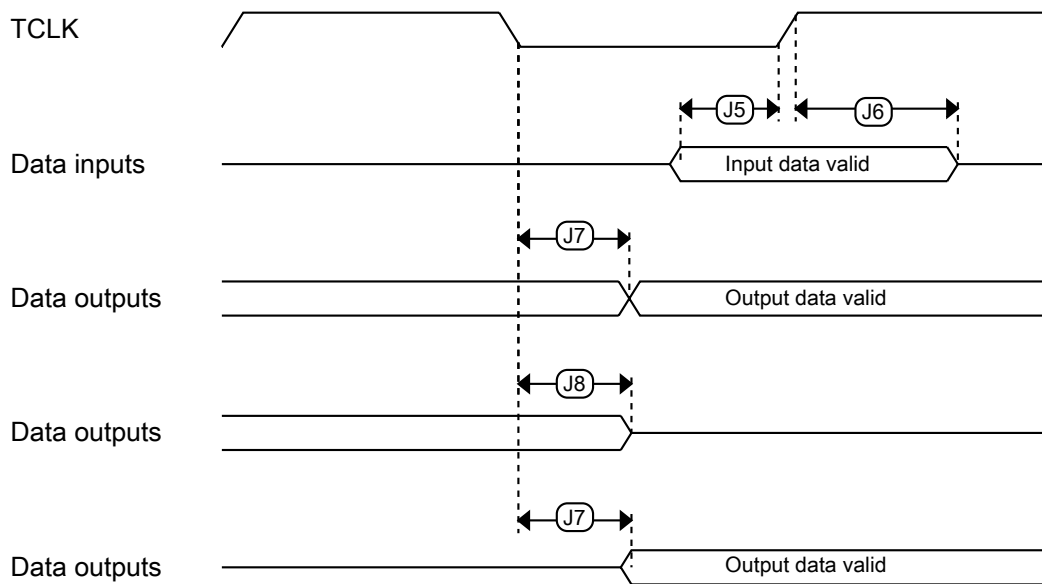 TCLK
J5
J6
Data inputs
Input data valid
J7
Data outputs
Output data valid
J8
Data outputs
J7
Data outputs
Output data valid